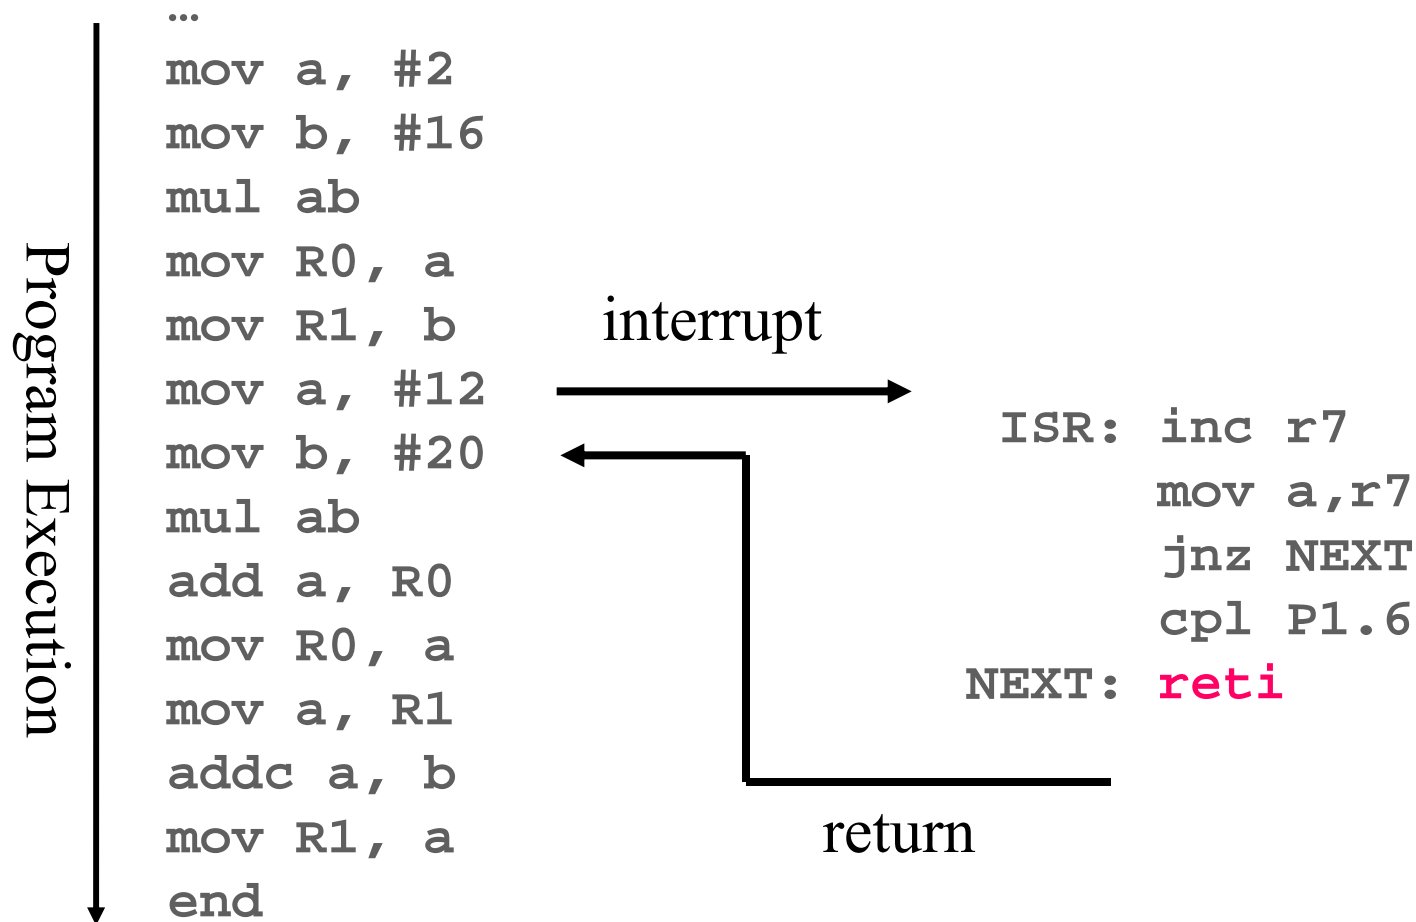 …
mov a, #2
mov b, #16
mul ab
mov R0, a
mov R1, b
mov a, #12
mov b, #20
mul ab
add a, R0
mov R0, a
mov a, R1
addc a, b
mov R1, a
end
Program Execution
interrupt
ISR: inc r7
mov a,r7
jnz NEXT
cpl P1.6
NEXT: reti
return